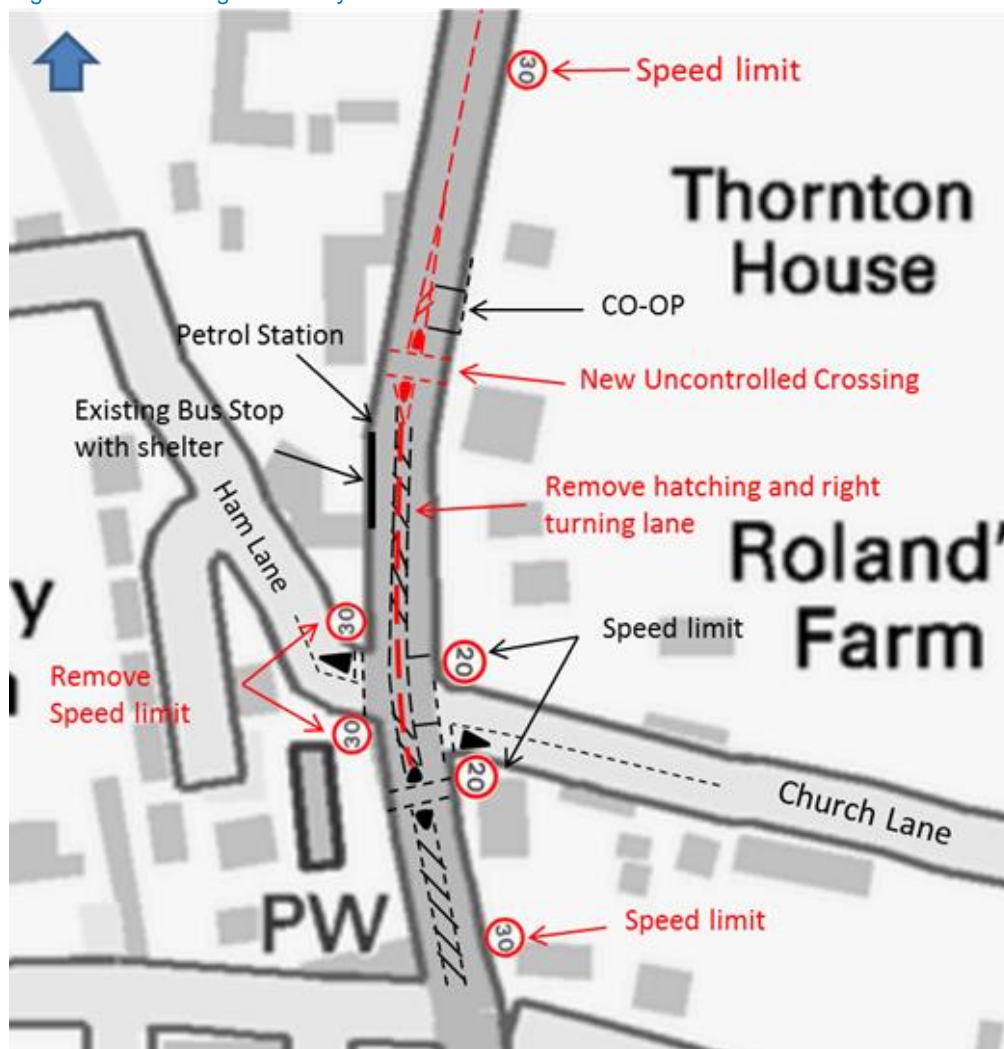 30
Speed limit
Thornton
House
CO-OP
Petrol Station
New Uncontrolled Crossing
Existing Bus Stop
with shelter
Remove hatching and right
turning lane
Ham Lane
Roland'
Farm
y
30
Speed limit
20
Remove
Speed limit
30
20
Church Lane
PW
30
Speed limit